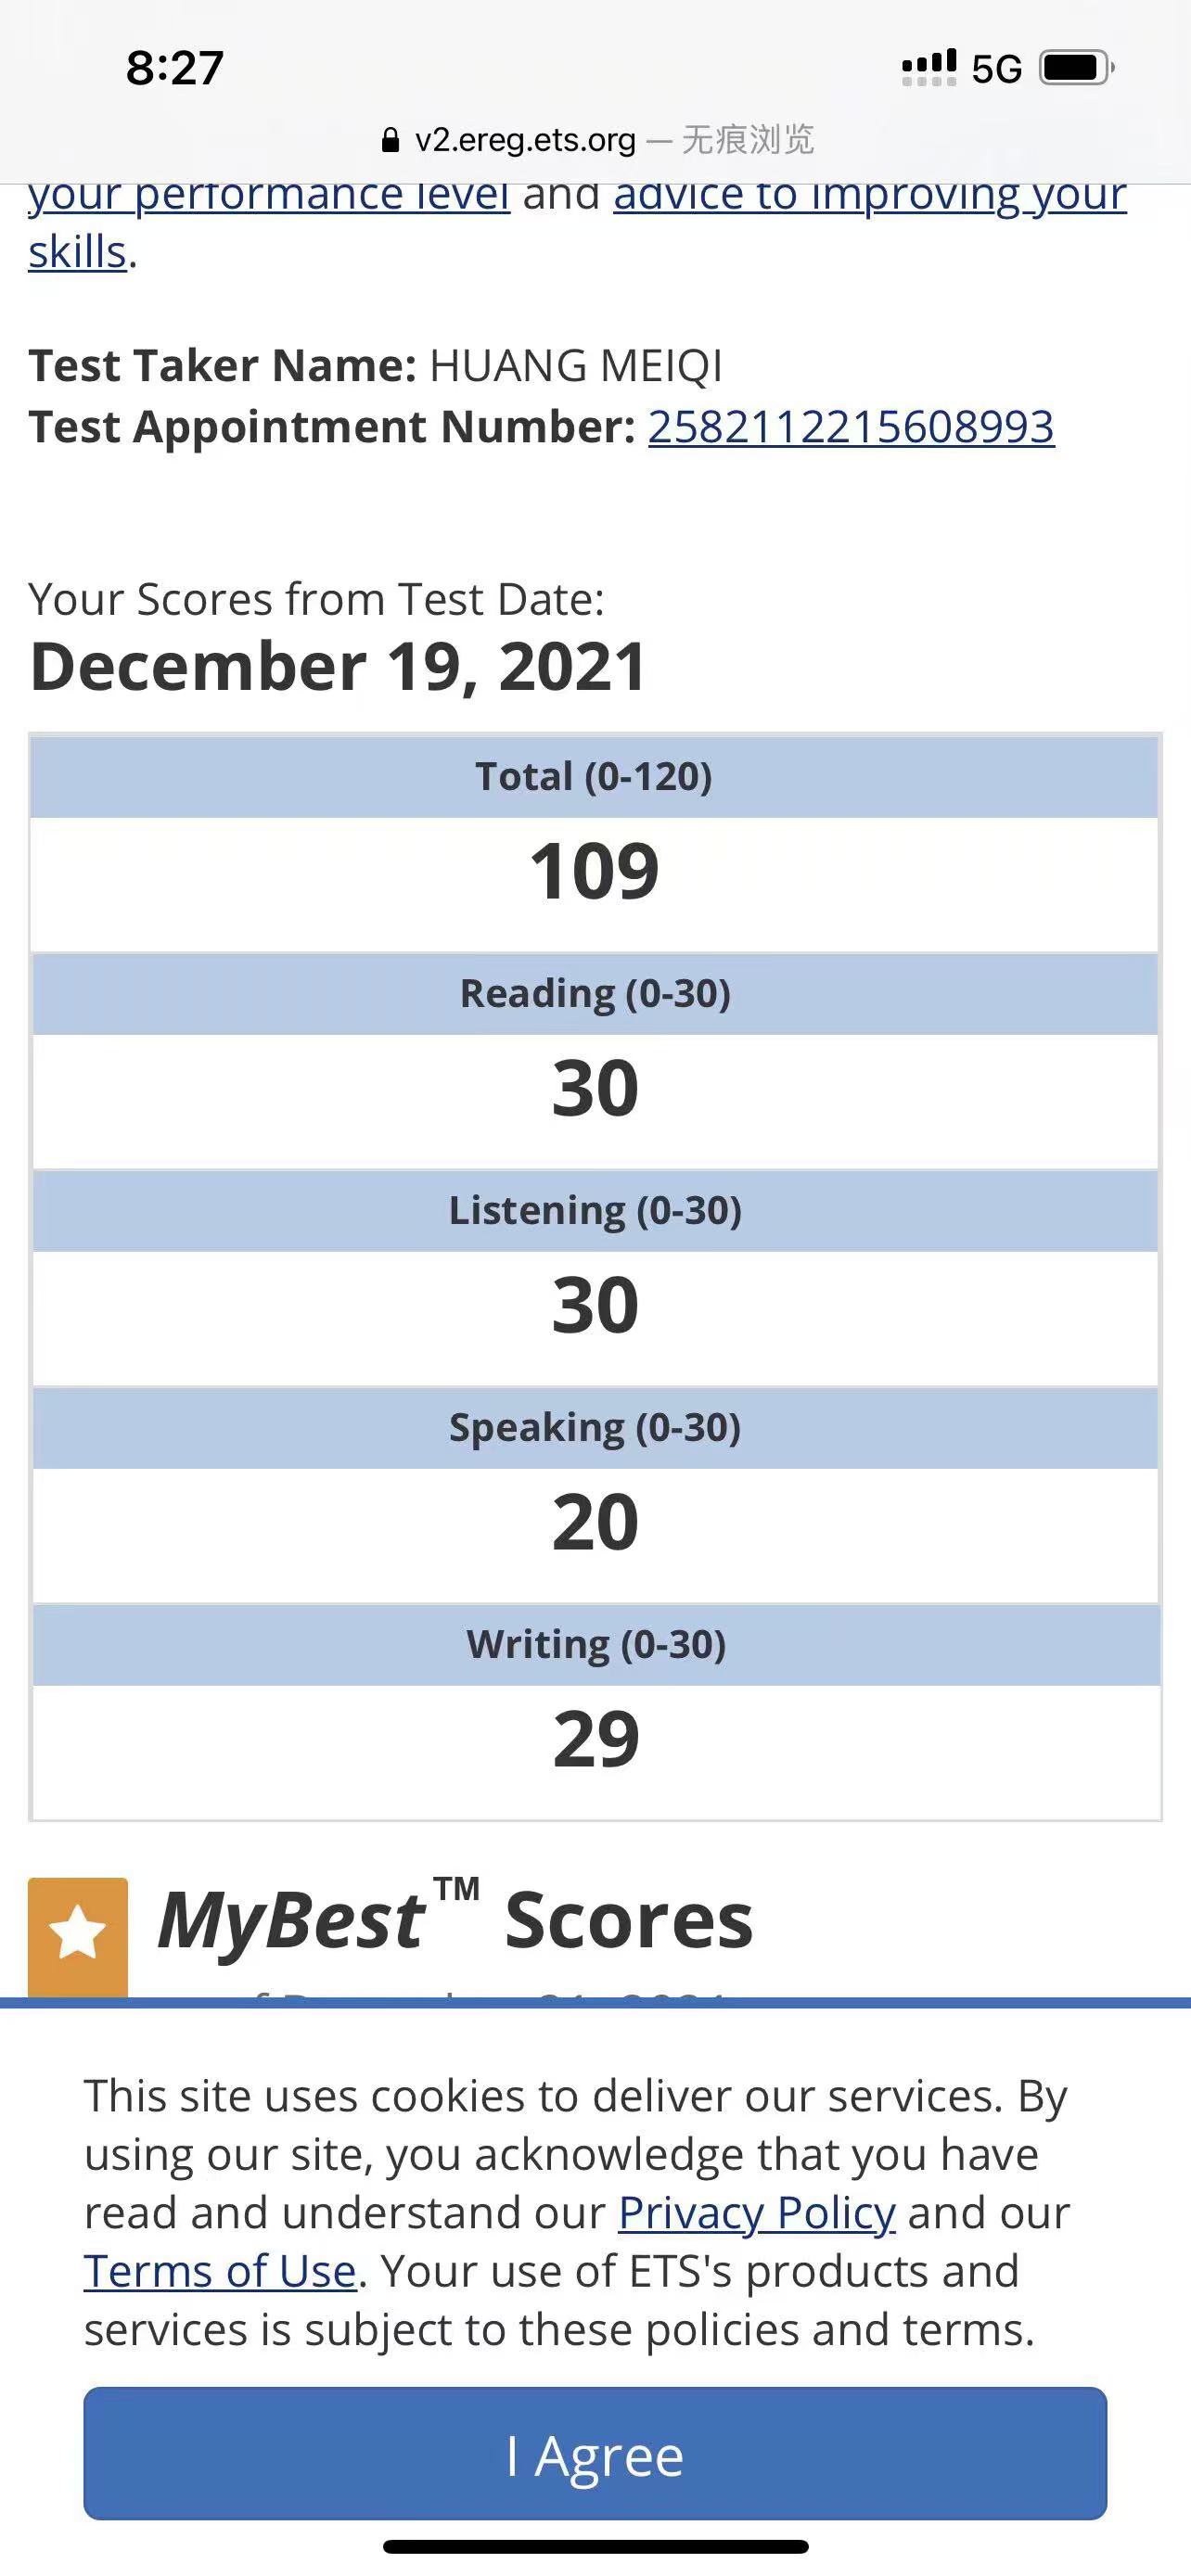 8:27
5G
v2.ereg.ets.org — 无痕浏览
your performance level and advice to improving your
skills.
Test Taker Name: HUANG MEIQI
Test Appointment Number: 2582112215608993
Your Scores from Test Date:
December 19, 2021
Total (0-120)
109
Reading (0-30)
30
Listening (0-30)
30
Speaking (0-30)
20
Writing (0-30)
29
MyBest™ Scores
This site uses cookies to deliver our services. By
using our site, you acknowledge that you have
read and understand our Privacy Policy and our
Terms of Use. Your use of ETS's products and
services is subject to these policies and terms.
I Agree